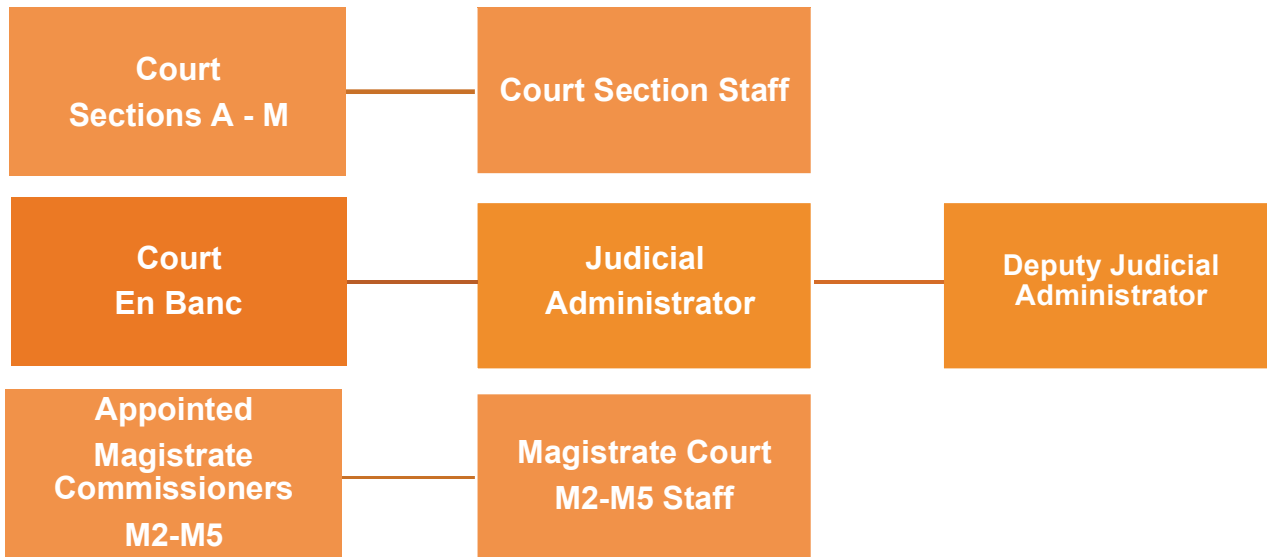 Court
Sections A - M
Court Section Staff
Court
En Banc
Judicial
Administrator
Deputy Judicial
Administrator
Appointed
Magistrate
Commissioners
M2-M5
Magistrate Court
M2-M5 Staff